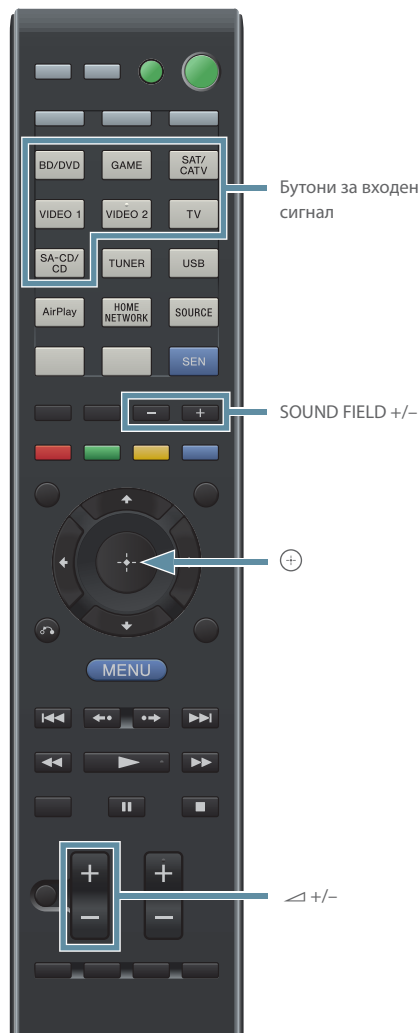 BD/DVD GAME SAT/
CATV
Бутони за входен
сигнал
VIDEO 1 VIDEO 2 TV
SA-CD/
CD TUNER USB
AirPlay HOME
NETWORK SOURCE
SEN
− +
SOUND FIELD +/–
MENU
+ +
− −
+/–